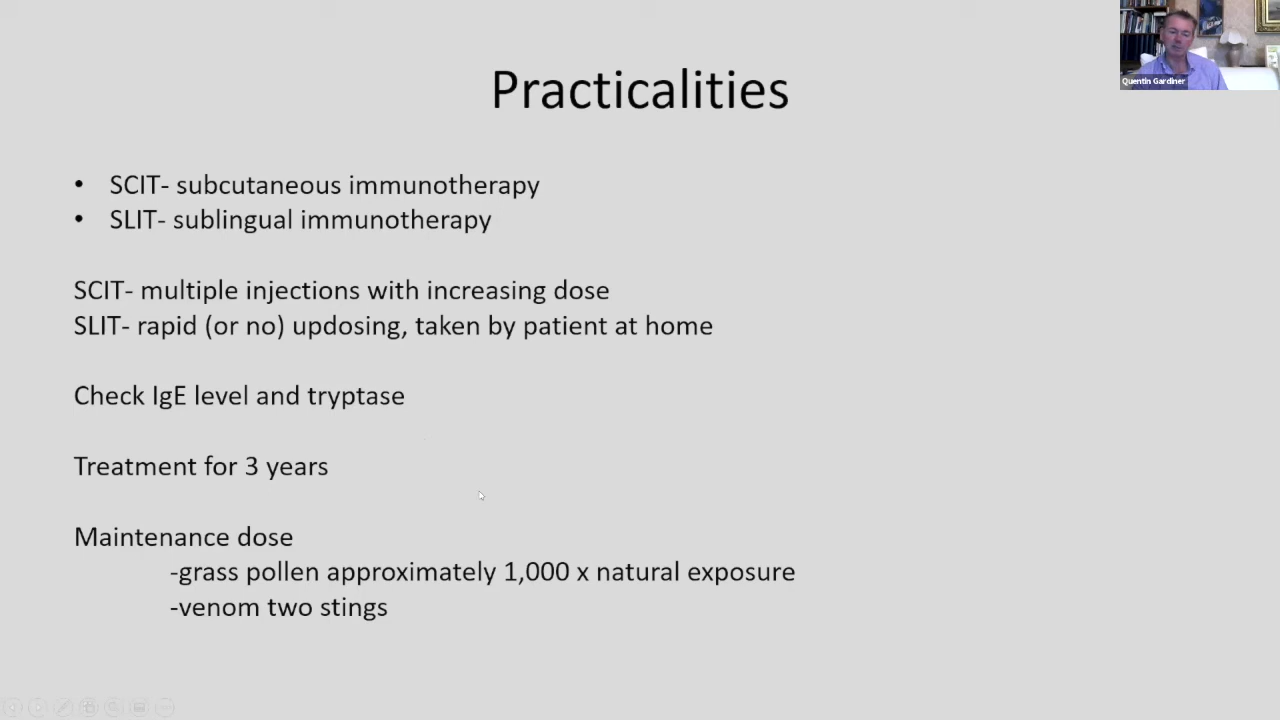 Quentin Gardiner
Practicalities
• SCIT- subcutaneous immunotherapy
• SLIT- sublingual immunotherapy
SCIT- multiple injections with increasing dose
SLIT- rapid (or no) updosing, taken by patient at home
Check IgE level and tryptase
Treatment for 3 years
Maintenance dose
-grass pollen approximately 1,000 x natural exposure
-venom two stings